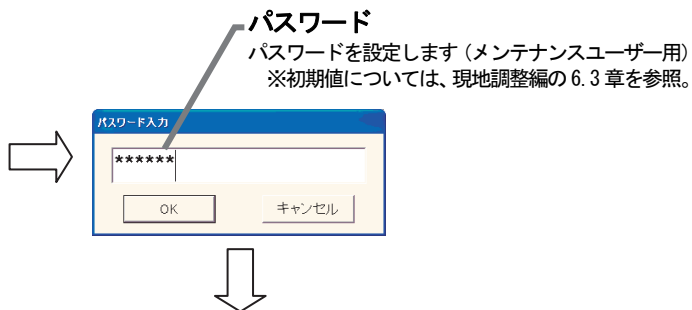 パスワード
パスワードを設定します（メンテナンスユーザー用）
※初期値については、現地調整編の 6.3 章を参照。
パスワード入力
******
OK
キャンセル